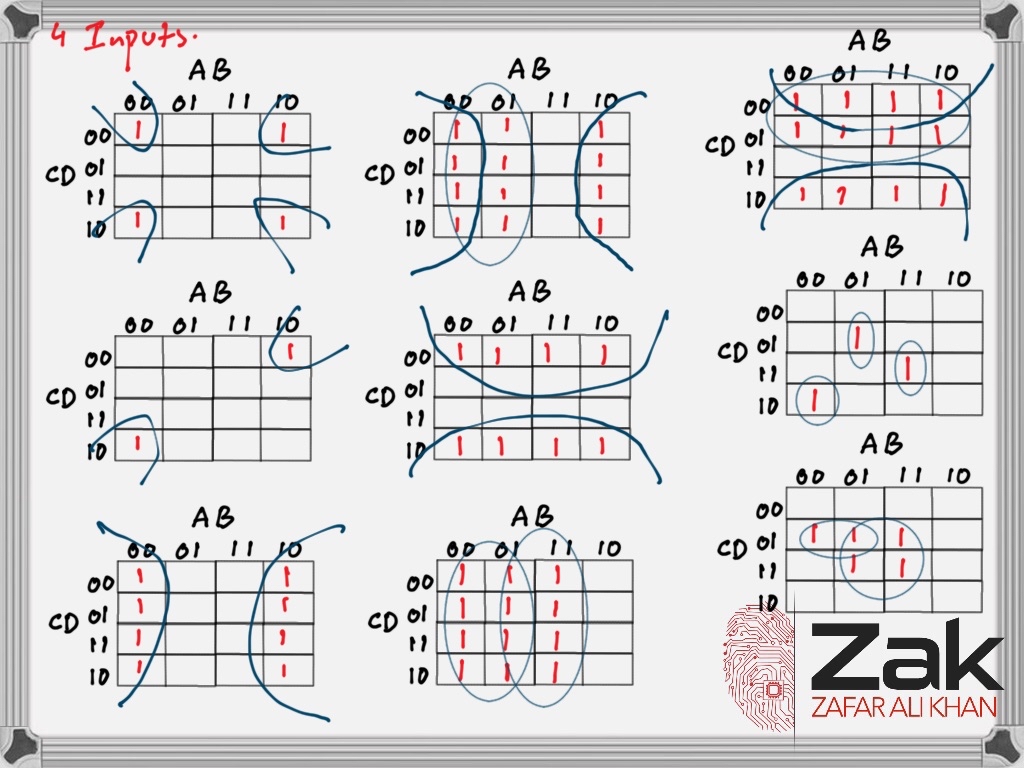 4 Inputs.
AB
00 01 11 10
00 1 1
CD 01
11
10 1 1
AB
00 01 11 10
00 1
CD 01
11
10 1
AB
00 01 11 10
00 1 1
CD 01 1 1
11 1 1
10 1 1
AB
00 01 11 10
00 1 1 1
CD 01 1 1 1
11 1 1 1
10 1 1 1
AB
00 01 11 10
00 1 1 1 1
CD 01
11
10 1 1 1 1
AB
00 01 11 10
00 1 1 1
CD 01 1 1 1
11 1 1 1
10 1 1 1
AB
00 01 11 10
00 1 1 1 1
CD 01 1 1 1 1
11
10 1 1 1 1
AB
00 01 11 10
00
CD 01 1
11 1
10 1
AB
00 01 11 10
00
CD 01 1 1 1
11 1 1
10
Zak
ZAFAR ALI KHAN